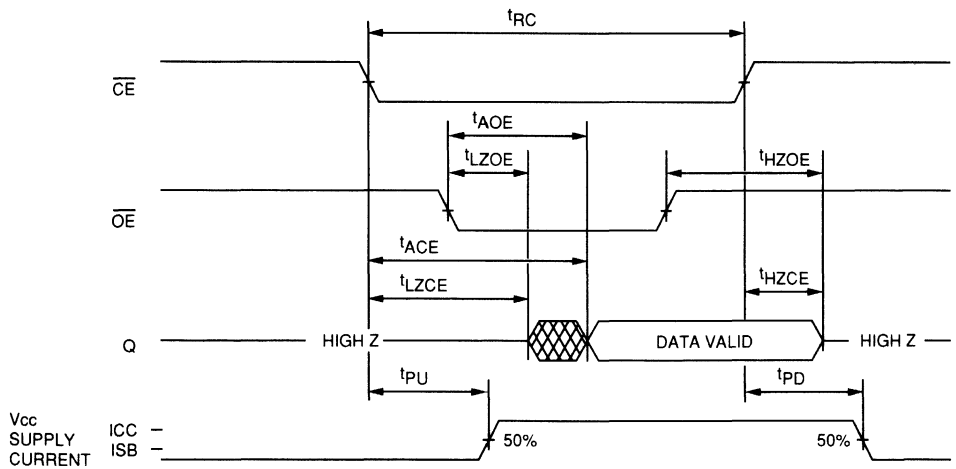 tRC
CE
tAOE
tLZOE
tHZOE
OE
tACE
tLZCE
tHZCE
Q
HIGH Z
DATA VALID
HIGH Z
tPU
tPD
Vcc
SUPPLY
CURRENT
ICC
ISB
50%
50%